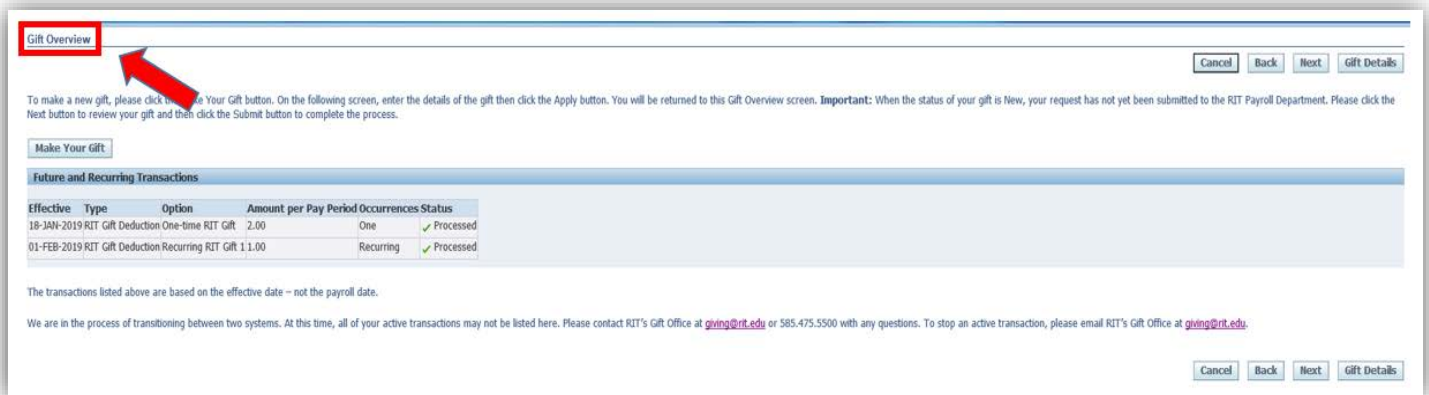 Gift Overview
Cancel Back Next Gift Details
To make a new gift, please click the Your Gift button. On the following screen, enter the details of the gift then click the Apply button. You will be returned to this Gift Overview screen. Important: When the status of your gift is New, your request has not yet been submitted to the RIT Payroll Department. Please click the
Next button to review your gift and then click the Submit button to complete the process.
Make Your Gift
Future and Recurring Transactions
Effective Type Option Amount per Pay Period Occurrences Status
18-JAN-2019 RIT Gift Deduction One-time RIT Gift 2.00 One Processed
01-FEB-2019 RIT Gift Deduction Recurring RIT Gift 1 1.00 Recurring Processed
The transactions listed above are based on the effective date – not the payroll date.
We are in the process of transitioning between two systems. At this time, all of your active transactions may not be listed here. Please contact RIT's Gift Office at giving@rit.edu or 585.475.5500 with any questions. To stop an active transaction, please email RIT's Gift Office at giving@rit.edu.
Cancel Back Next Gift Details